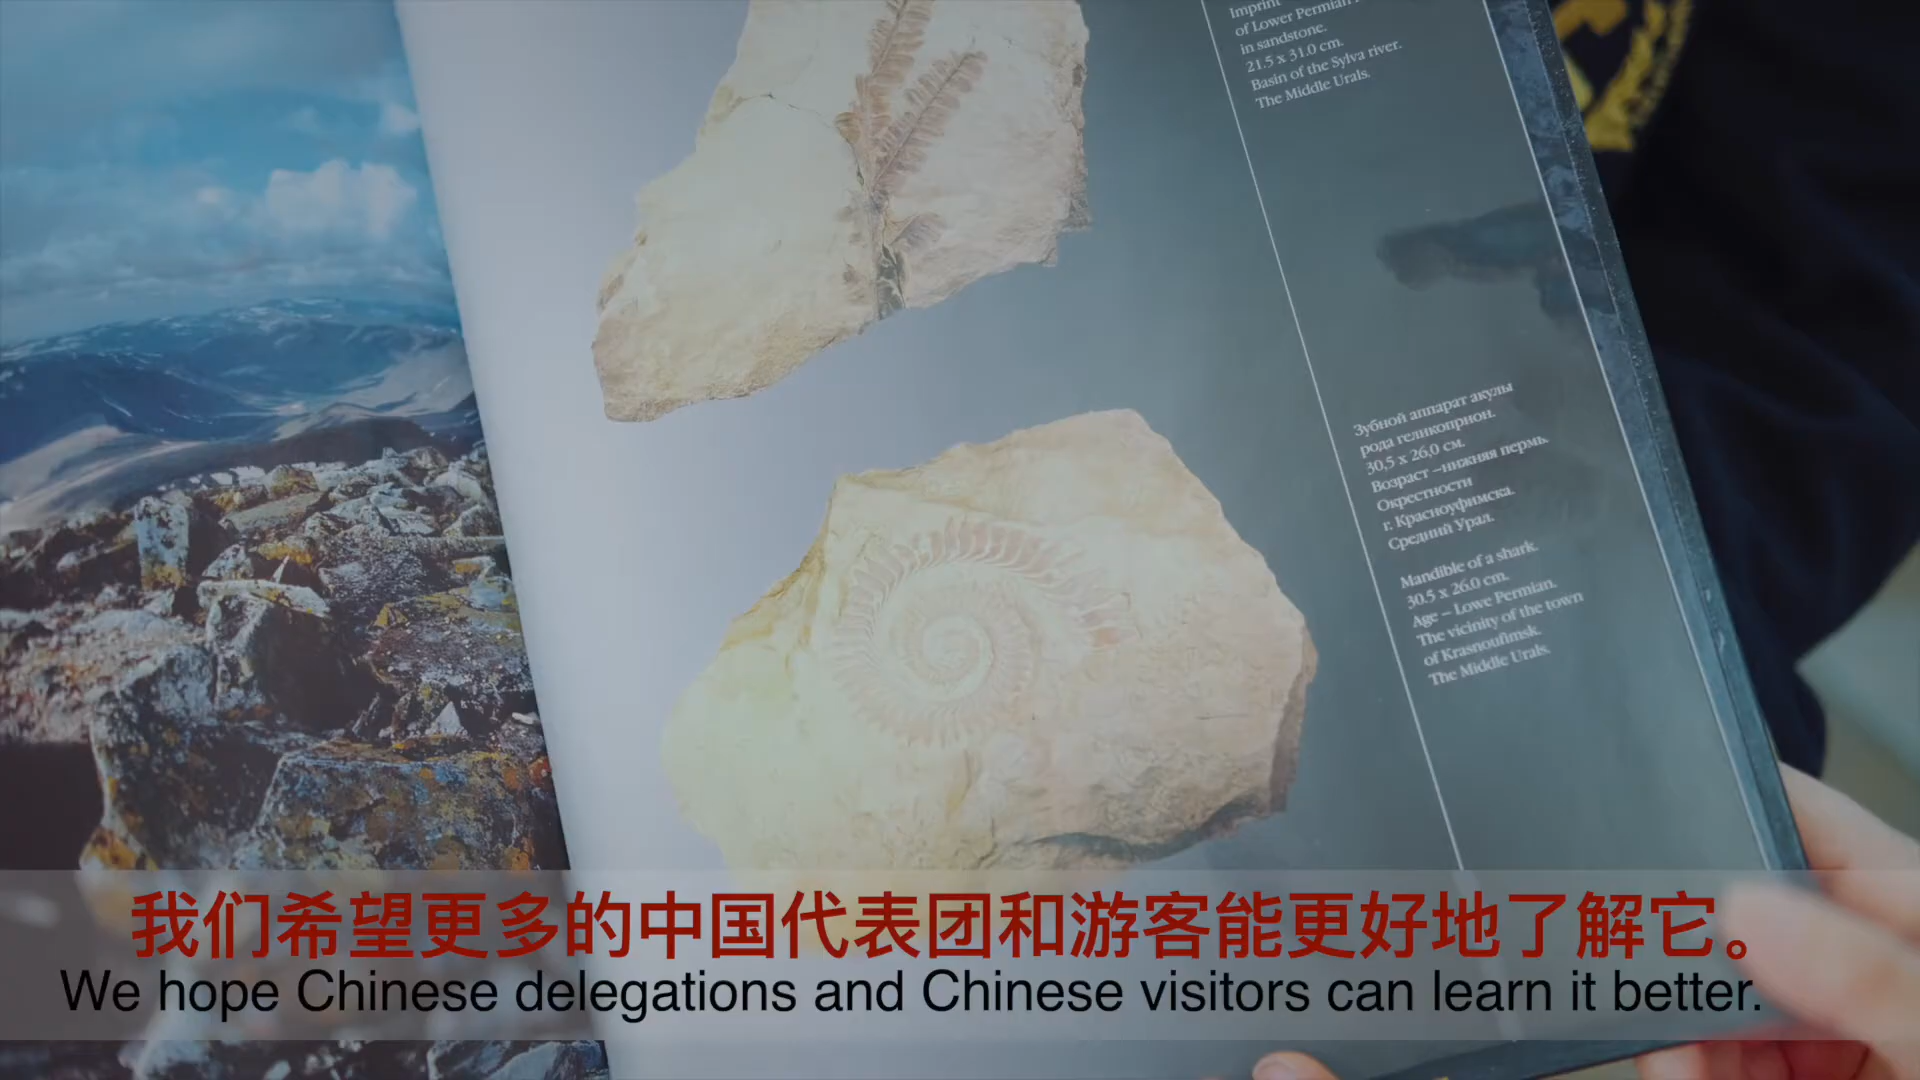 Imprint
of Lower Permian
in sandstone.
21.5 x 31.0 cm.
Basin of the Sylva river.
The Middle Urals.
Зубной аппарат акулы
рода геликоприон.
30,5 х 26,0 см.
Возраст –нижняя пермь.
Окрестности
г. Красноуфимска.
Средний Урал.
Mandible of a shark.
30.5 x 26.0 cm.
Age – Lowe Permian.
The vicinity of the town
of Krasnoufimsk.
The Middle Urals.
我们希望更多的中国代表团和游客能更好地了解它。
We hope Chinese delegations and Chinese visitors can learn it better.